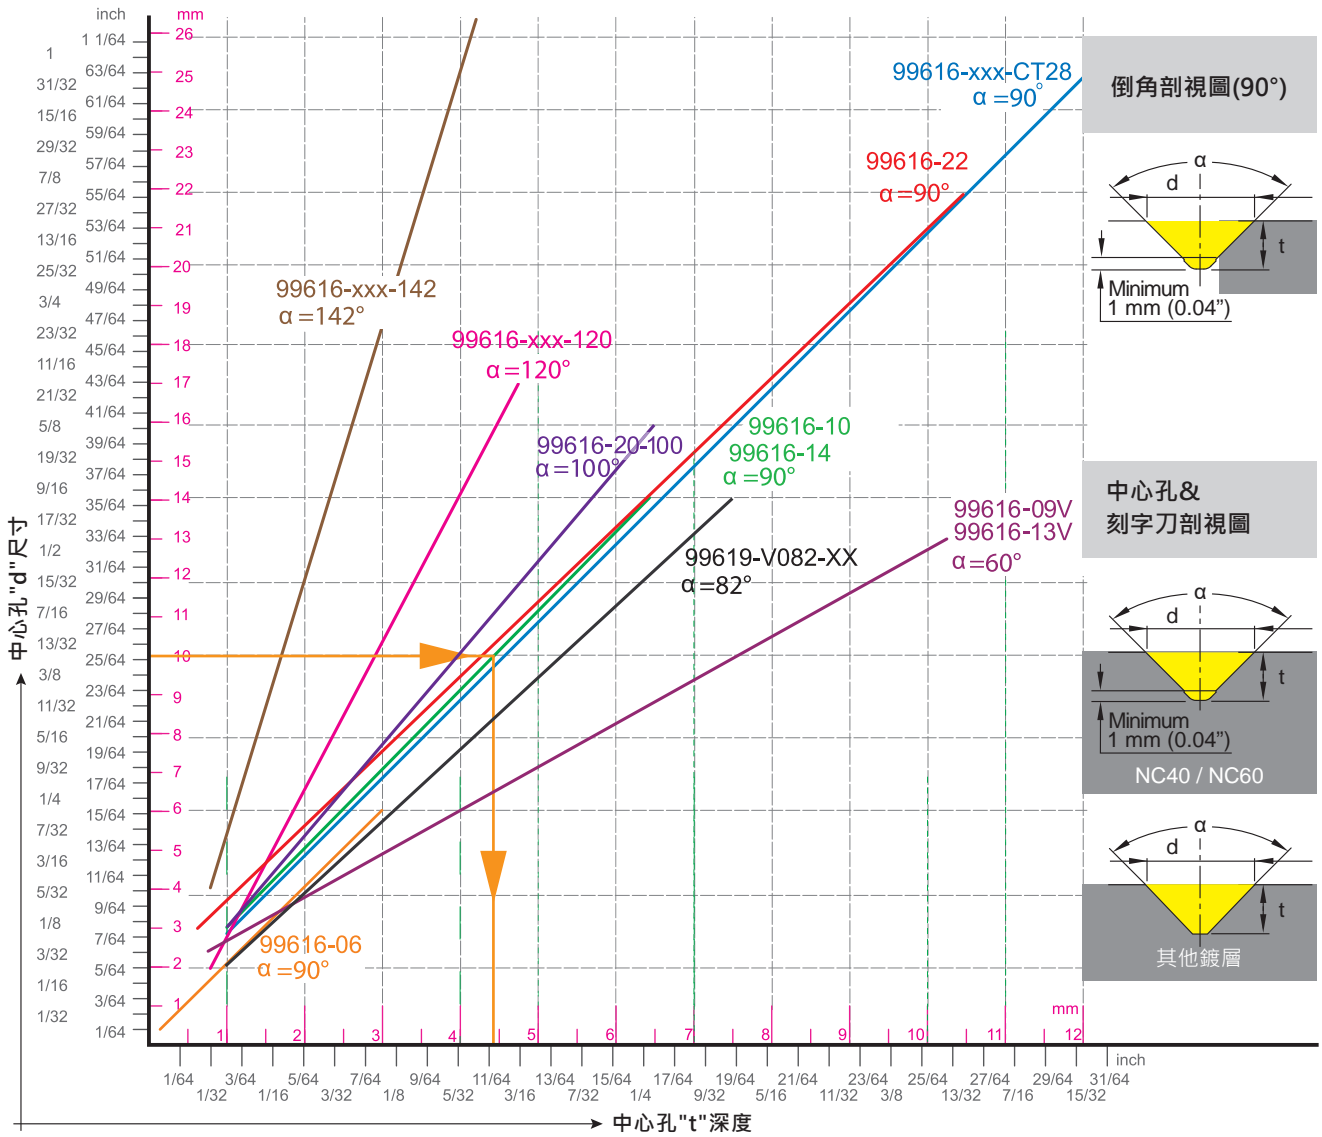 inch mm
1 1/64
1
63/64
31/32
61/64
15/16
59/64
29/32
57/64
7/8
55/64
27/32
53/64
13/16
51/64
25/32
49/64
3/4
47/64
23/32
45/64
11/16
43/64
21/32
41/64
5/8
39/64
19/32
37/64
9/16
35/64
17/32
33/64
1/2
31/64
15/32
29/64
7/16
27/64
13/32
25/64
3/8
23/64
11/32
21/64
5/16
19/64
9/32
17/64
1/4
15/64
7/32
13/64
3/16
11/64
5/32
9/64
1/8
7/64
3/32
5/64
1/16
3/64
1/32
1/64
26
25
24
23
22
21
20
19
18
17
16
15
14
13
12
11
10
9
8
7
6
5
4
3
2
1
中心孔"d"尺寸
99616-xxx-CT28
α=90°
99616-22
α=90°
99616-xxx-142
α=142°
99616-xxx-120
α=120°
99616-20-100
α=100°
99616-10
99616-14
α=90°
99616-09V
99616-13V
α=60°
99619-V082-XX
α=82°
99616-06
α=90°
mm
1 2 3 4 5 6 7 8 9 10 11 12
inch
1/64 3/64 5/64 7/64 9/64 11/64 13/64 15/64 17/64 19/64 21/64 23/64 25/64 27/64 29/64 31/64
1/32 1/16 3/32 1/8 5/32 3/16 7/32 1/4 9/32 5/16 11/32 3/8 13/32 7/16 15/32
中心孔"t"深度
倒角剖視圖(90°)
α
d
t
Minimum
1 mm (0.04”)
中心孔&
刻字刀剖視圖
α
d
t
Minimum
1 mm (0.04”)
NC40 / NC60
α
d
t
其他鍍層